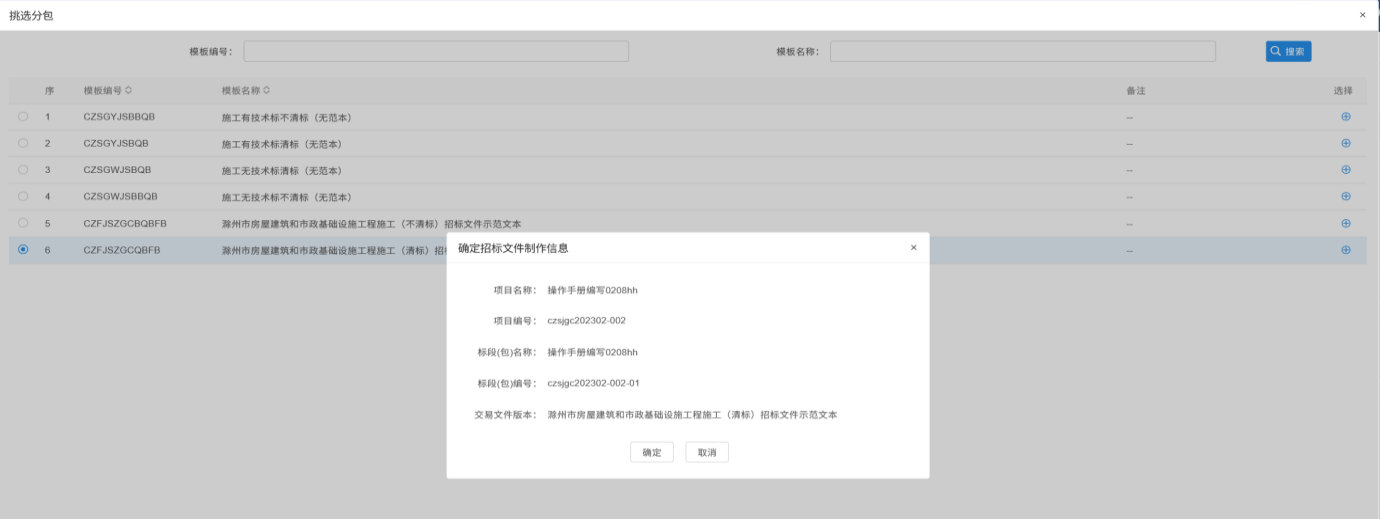 挑选分包
模板编号：
模板名称：
搜索
序 模板编号 模板名称 备注 选择
1 CZSGYJSBBQB 施工有技术标不清标（无范本） --
2 CZSGYJSBQB 施工有技术标清标（无范本） --
3 CZSGWJSBQB 施工无技术标清标（无范本） --
4 CZSGWJSBBQB 施工无技术标不清标（无范本） --
5 CZFJSZGCBQBFB 滁州市房屋建筑和市政基础设施工程施工（不清标）招标文件示范文本 --
6 CZFJSZGCQBFB 滁州市房屋建筑和市政基础设施工程施工（清标）招 --
确定招标文件制作信息
项目名称： 操作手册编写0208hh
项目编号： czsjgc202302-002
标段(包)名称： 操作手册编写0208hh
标段(包)编号： czsjgc202302-002-01
交易文件版本： 滁州市房屋建筑和市政基础设施工程施工（清标）招标文件示范文本
确定 取消